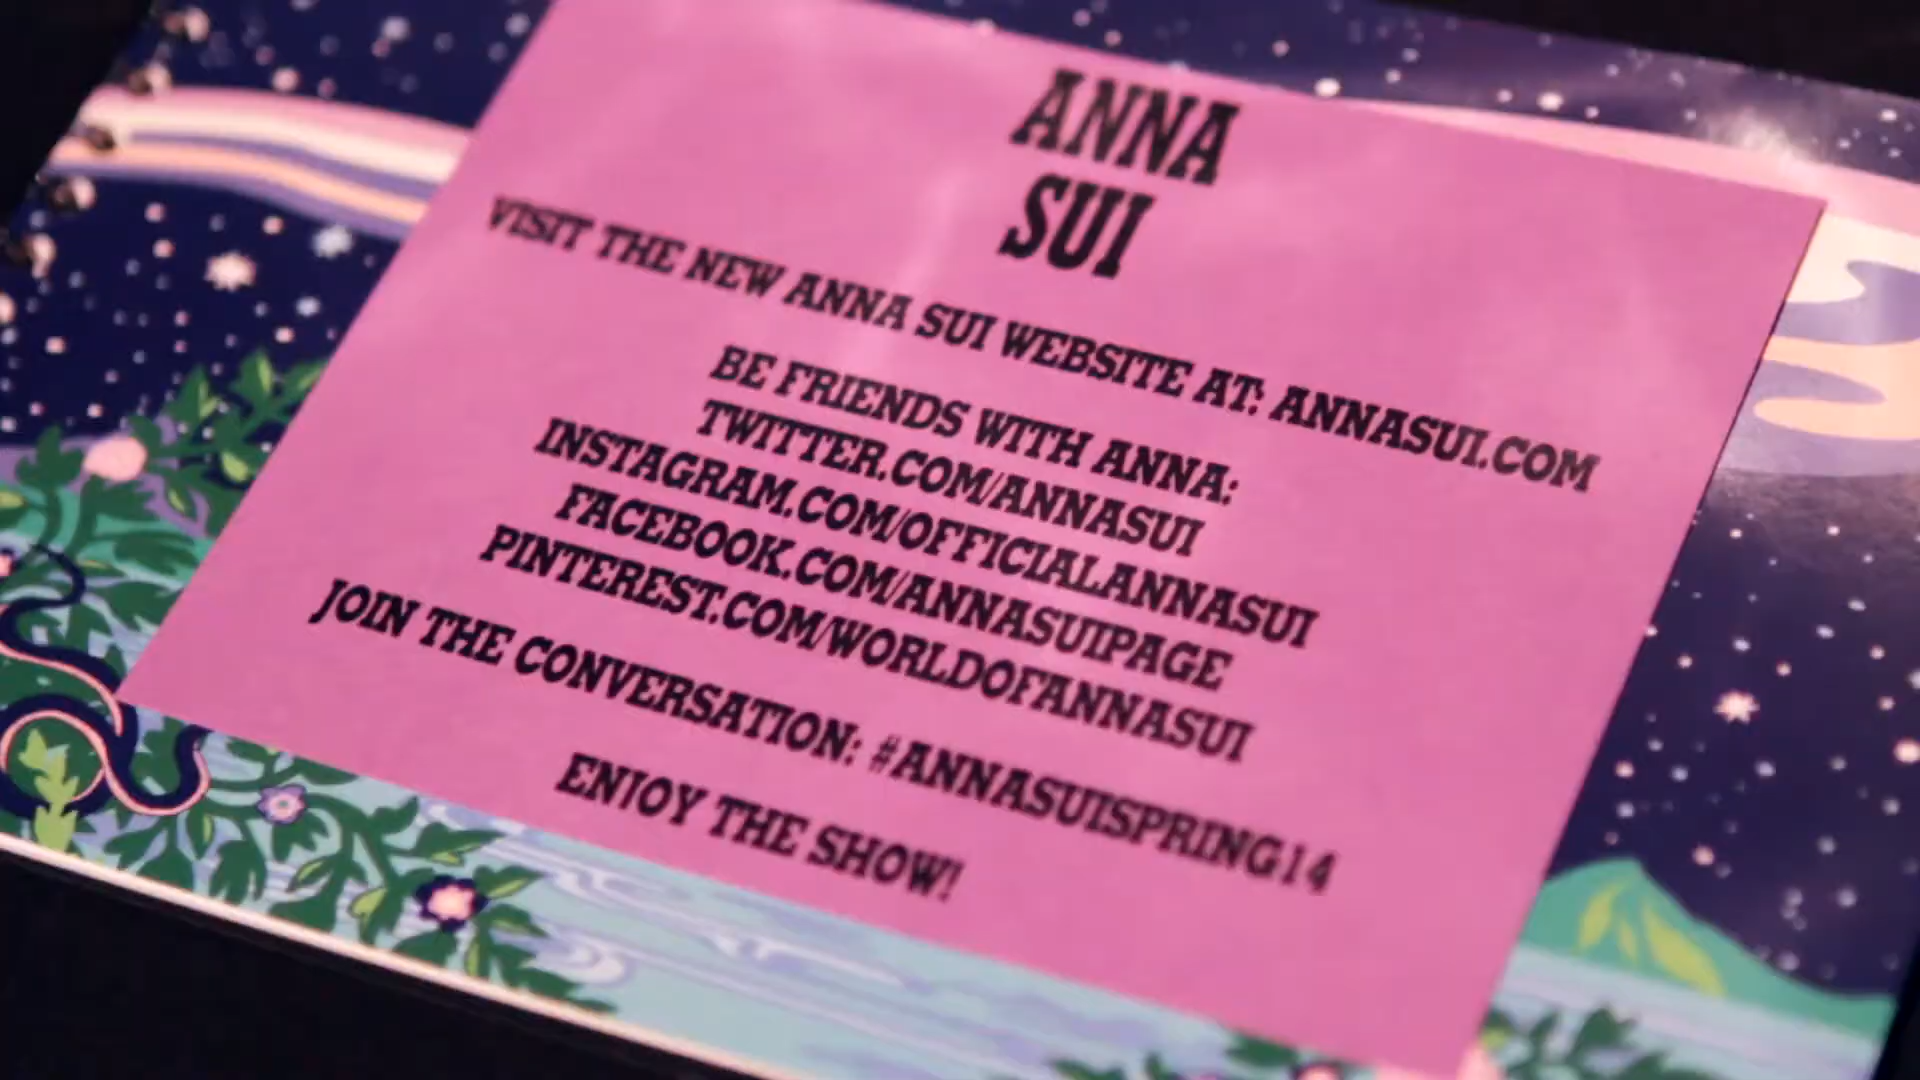 ANNA
SUI
VISIT THE NEW ANNA SUI WEBSITE AT: ANNASUI.COM
BE FRIENDS WITH ANNA:
TWITTER.COM/ANNASUI
INSTAGRAM.COM/OFFICIALANNASUI
FACEBOOK.COM/ANNASUIPAGE
PINTEREST.COM/WORLDOFANNASUI
JOIN THE CONVERSATION: #ANNASUISPRING14
ENJOY THE SHOW!